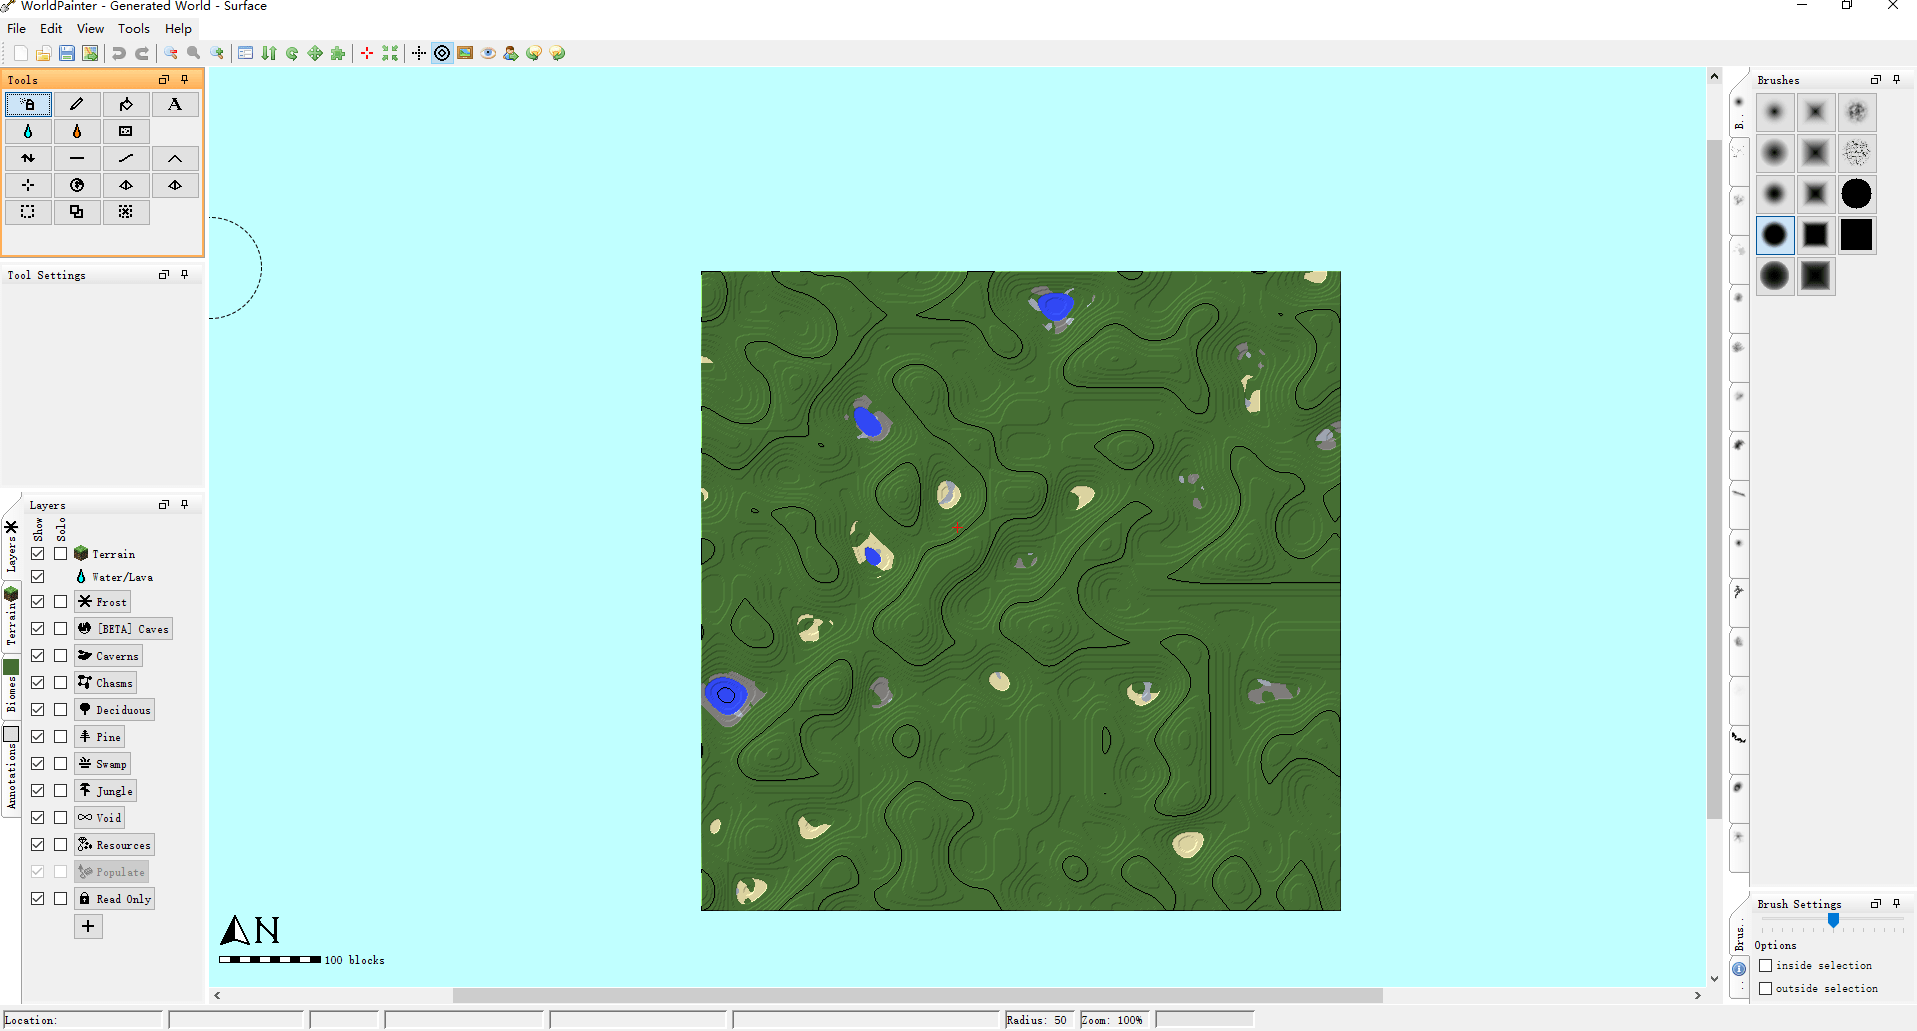 WorldPainter - Generated World - Surface
File Edit View Tools Help
Tools
A
Tool Settings
Layers
Show
Solo
Terrain
Water/Lava
Frost
[BETA] Caves
Caverns
Chasms
Deciduous
Pine
Swamp
Jungle
Void
Resources
Populate
Read Only
+
Layers
Terrain
Biomes
Annotations
N
100 blocks
B...
Brushes
Brus...
Brush Settings
Options
inside selection
outside selection
Location:
Radius: 50
Zoom: 100%